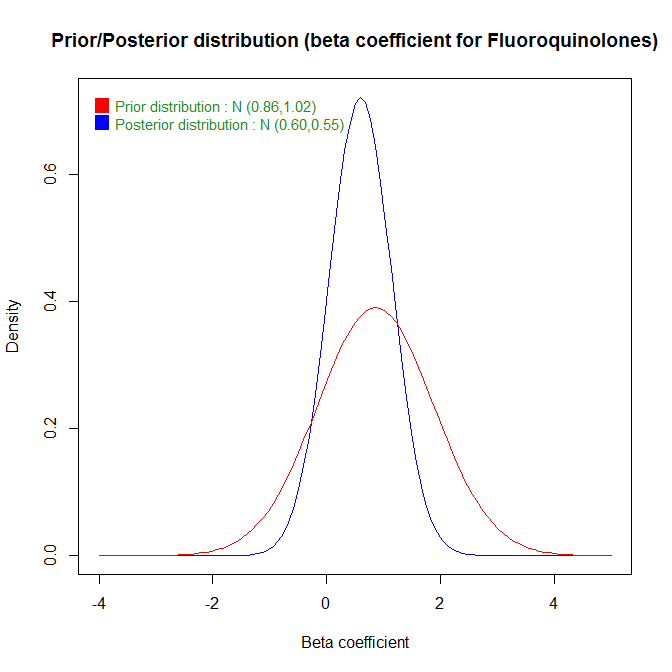 Prior/Posterior distribution (beta coefficient for Fluoroquinolones)
Prior distribution : N (0.86,1.02)
Posterior distribution : N (0.60,0.55)
0.6
0.4
0.2
0.0
Density
-4 -2 0 2 4
Beta coefficient